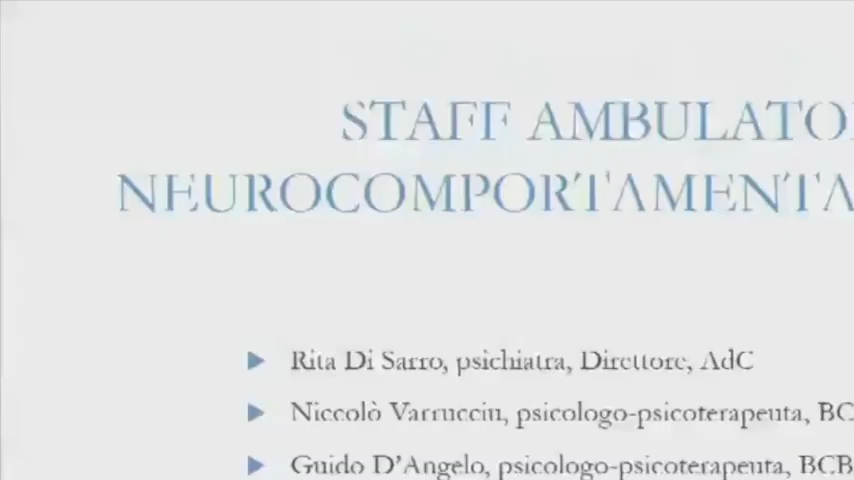 STAFF AMBULATO
NEUROCOMPORTAMENTA
Rita Di Sarro, psichiatra, Direttore, AdC
Niccolò Varrucciu, psicologo-psicoterapeuta, BC
Guido D'Angelo, psicologo-psicoterapeuta, BCB